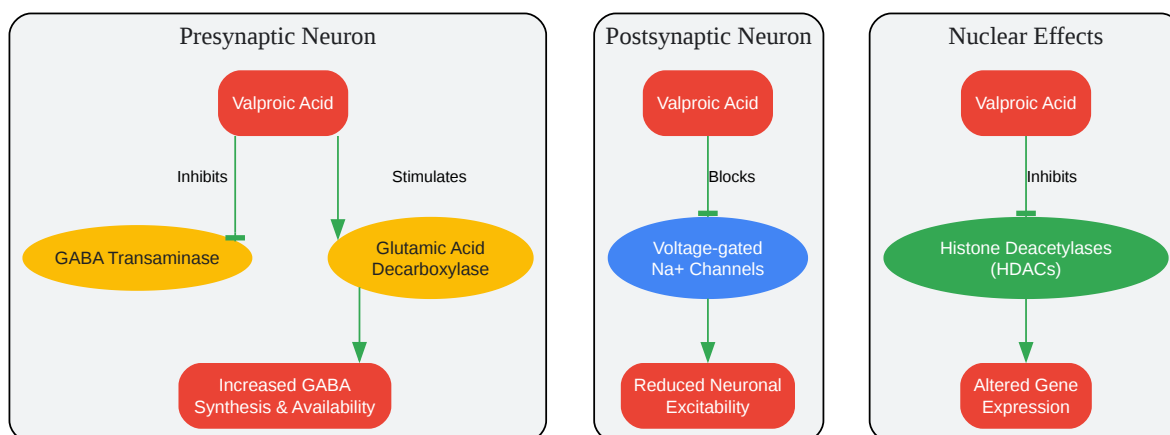 Presynaptic Neuron
Valproic Acid
Inhibits
Stimulates
GABA Transaminase
Glutamic Acid
Decarboxylase
Increased GABA
Synthesis & Availability
Postsynaptic Neuron
Valproic Acid
Blocks
Voltage-gated
Na+ Channels
Reduced Neuronal
Excitability
Nuclear Effects
Valproic Acid
Inhibits
Histone Deacetylases
(HDACs)
Altered Gene
Expression